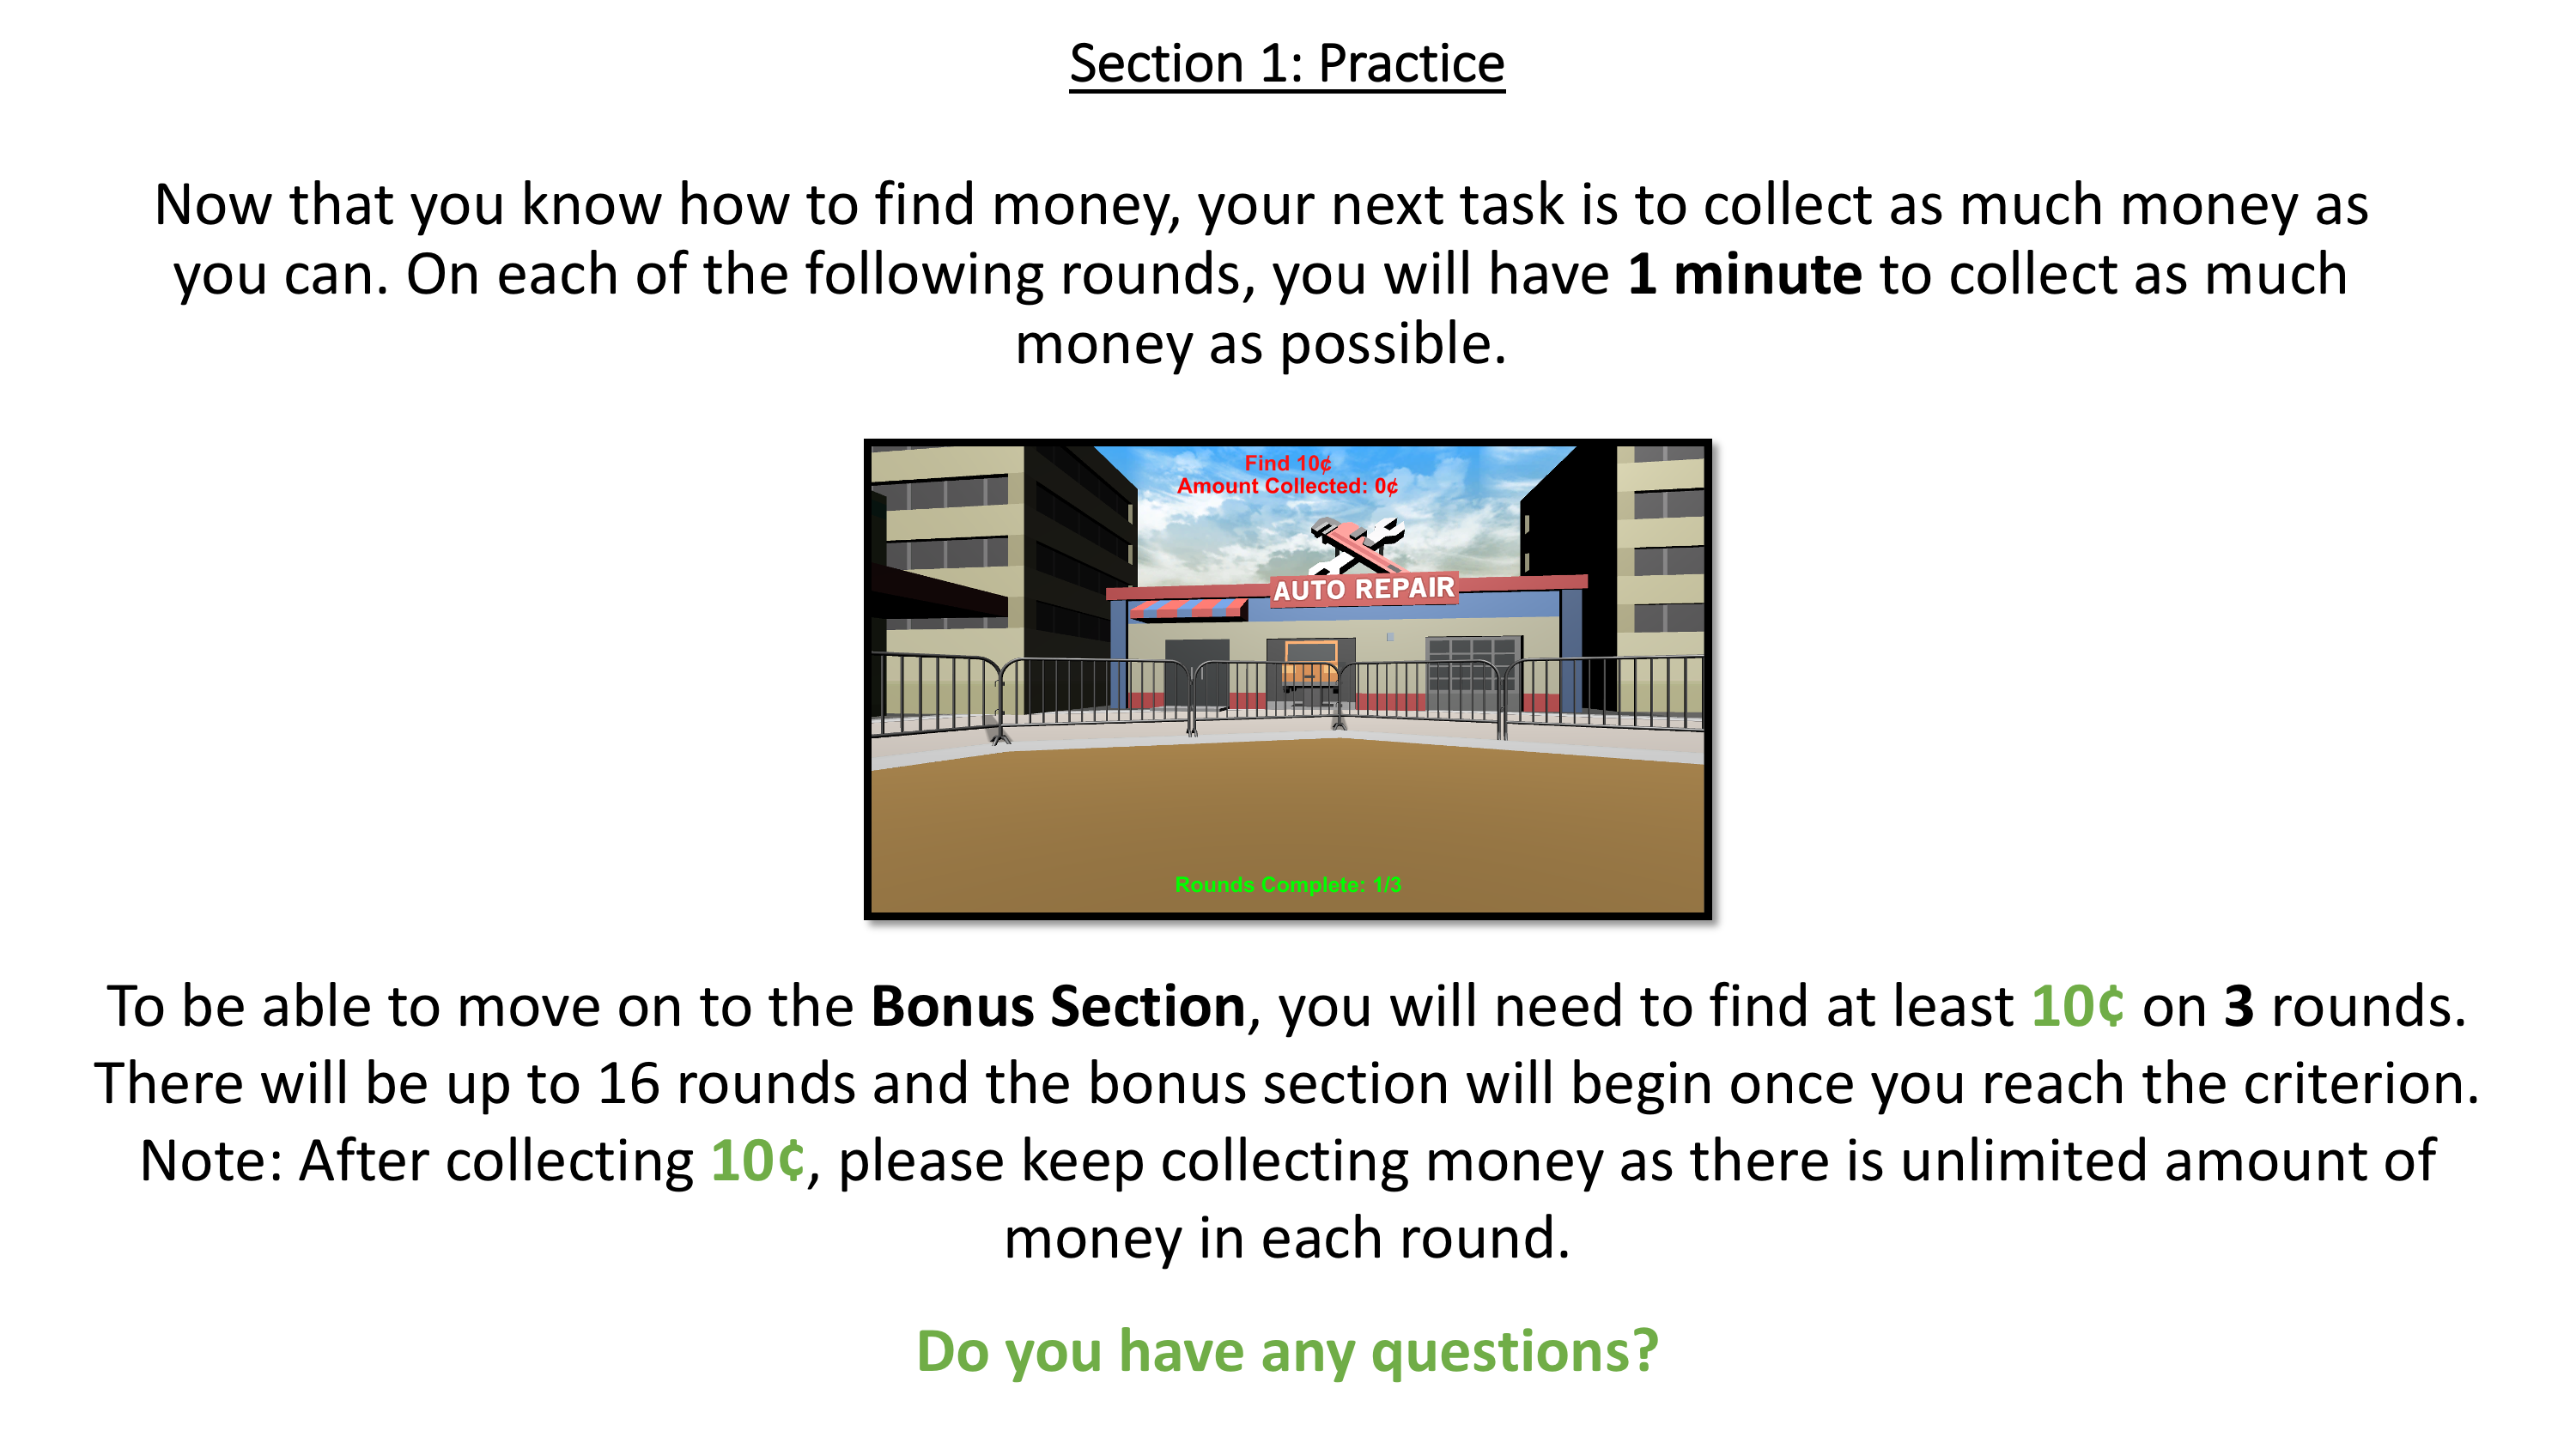 Section 1: Practice
Now that you know how to find money, your next task is to collect as much money as
you can. On each of the following rounds, you will have 1 minute to collect as much
money as possible.
Find 10¢
Amount Collected: 0¢
AUTO REPAIR
Rounds Complete: 1/3
To be able to move on to the Bonus Section, you will need to find at least 10¢ on 3 rounds.
There will be up to 16 rounds and the bonus section will begin once you reach the criterion.
Note: After collecting 10¢, please keep collecting money as there is unlimited amount of
money in each round.
Do you have any questions?